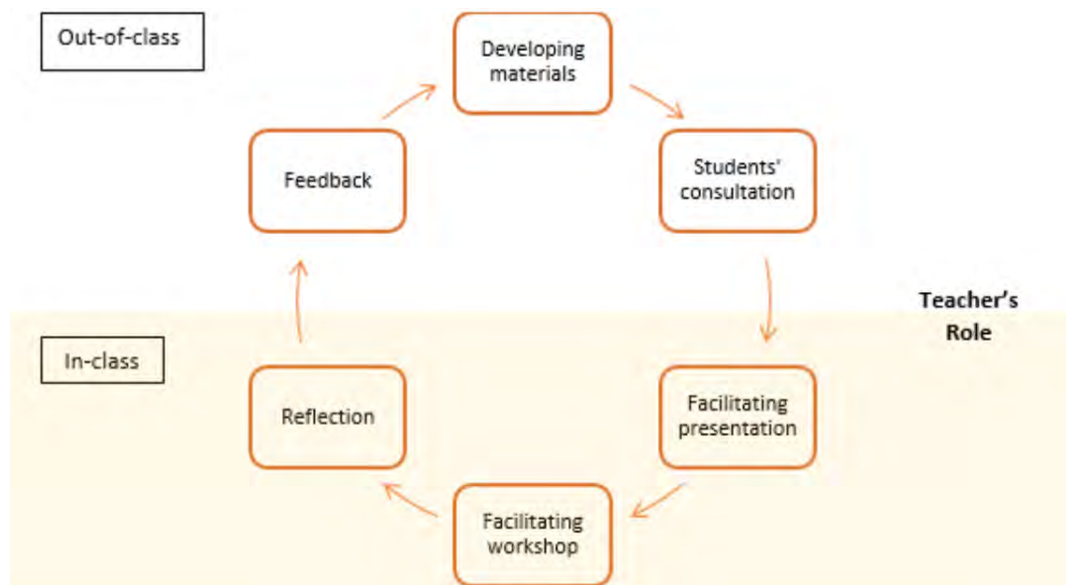 Out-of-class
Developing
materials
Feedback
Students'
consultation
Teacher's
Role
In-class
Reflection
Facilitating
presentation
Facilitating
workshop